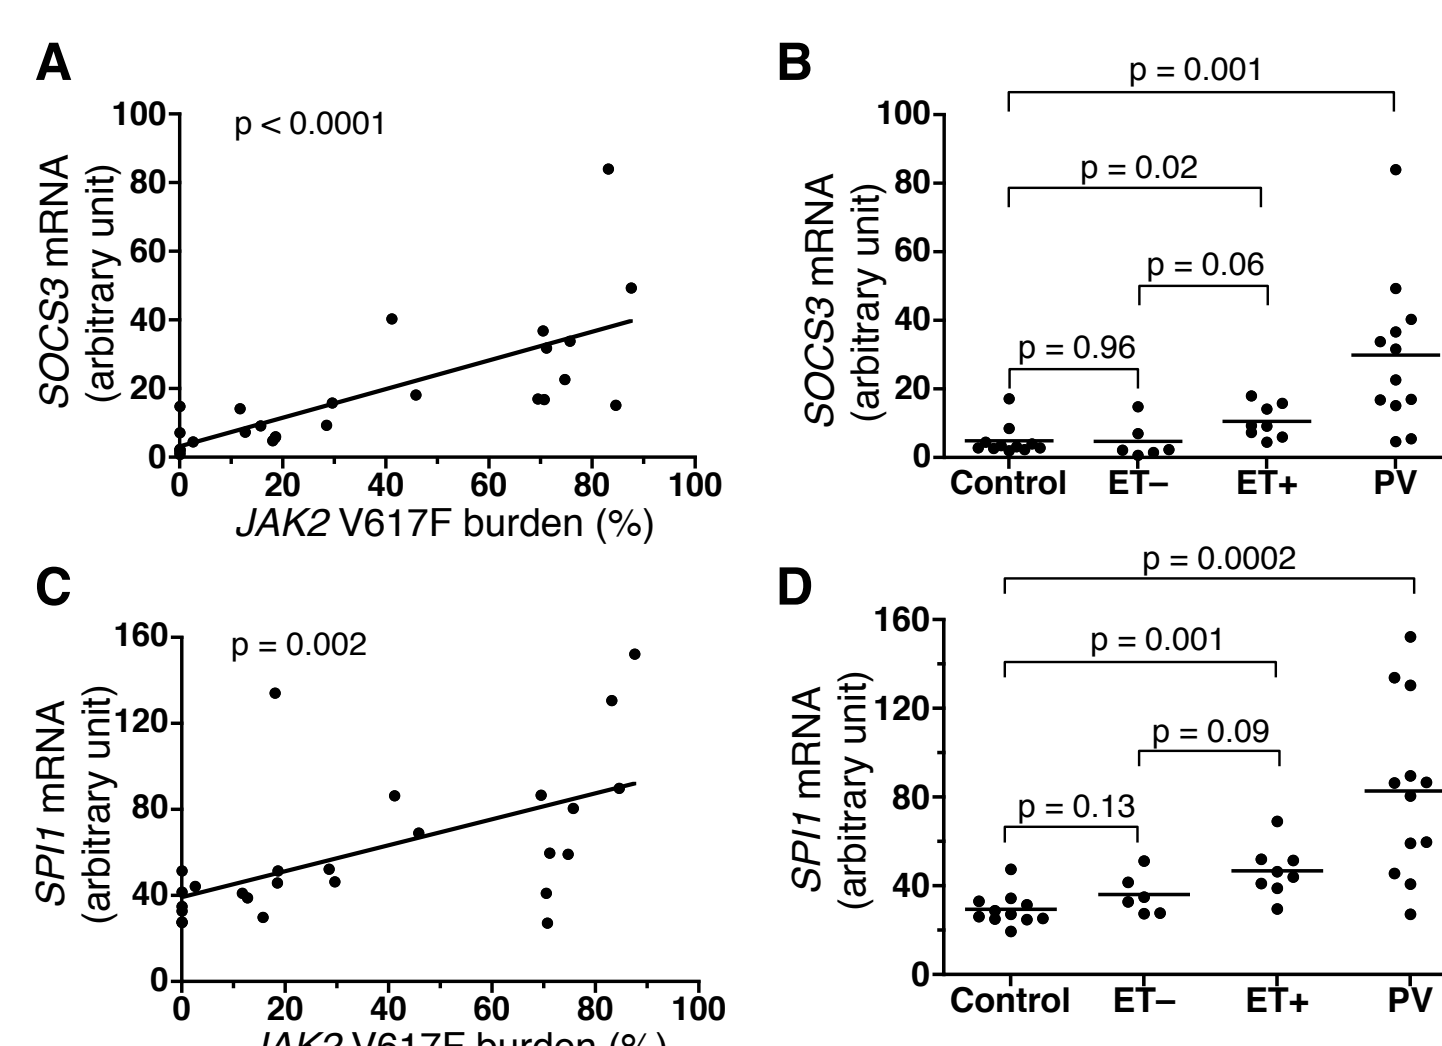 A
p < 0.0001
SOCS3 mRNA
(arbitrary unit)
100
80
60
40
20
0
0 20 40 60 80 100
JAK2 V617F burden (%)
B
p = 0.001
p = 0.02
p = 0.06
p = 0.96
SOCS3 mRNA
(arbitrary unit)
100
80
60
40
20
0
Control ET– ET+ PV
C
p = 0.002
SPI1 mRNA
(arbitrary unit)
160
120
80
40
0
0 20 40 60 80 100
JAK2 V617F burden (%)
D
p = 0.0002
p = 0.001
p = 0.09
p = 0.13
SPI1 mRNA
(arbitrary unit)
160
120
80
40
0
Control ET– ET+ PV